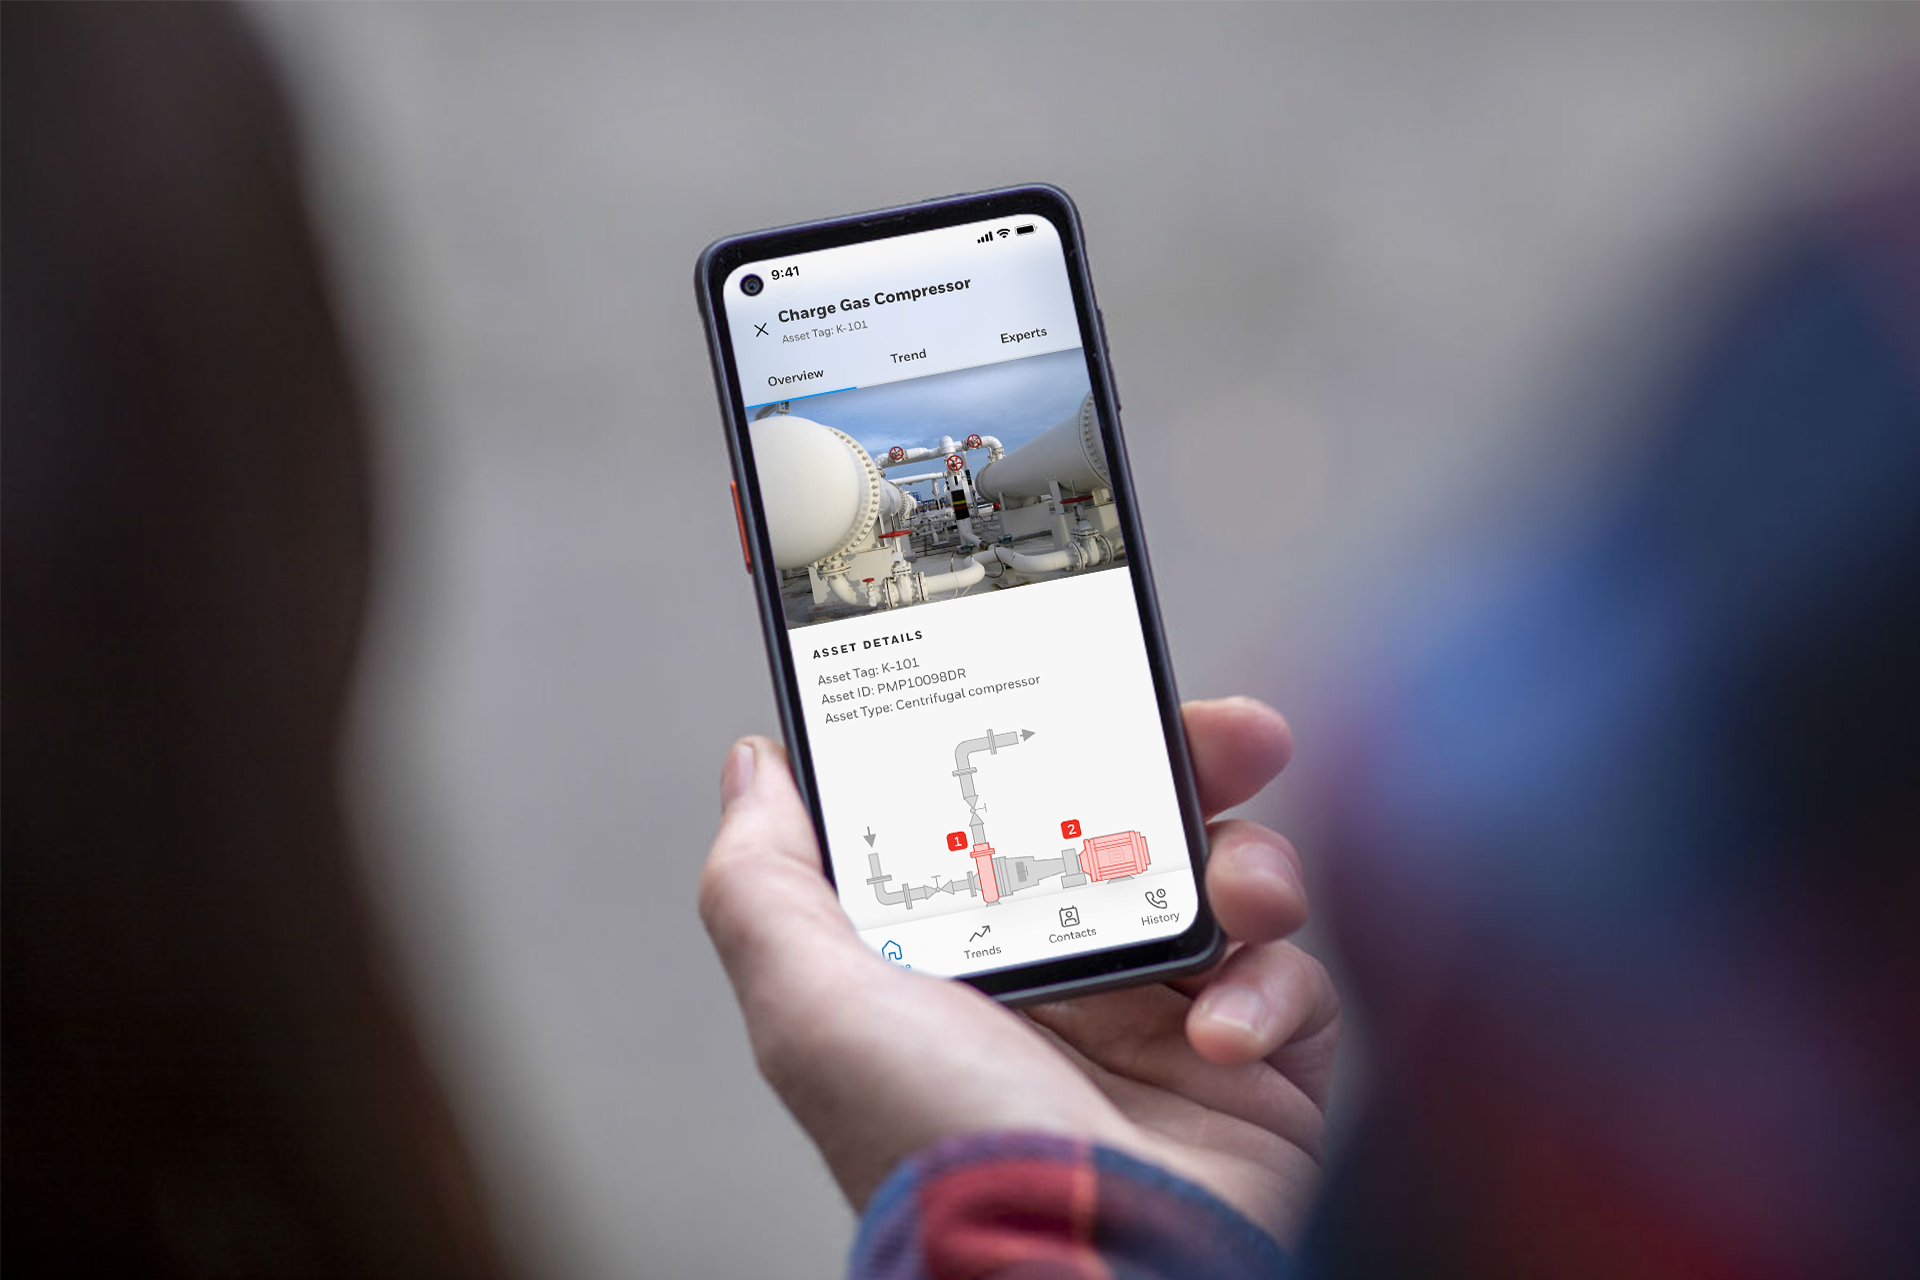 9:41
Charge Gas Compressor
Asset Tag: K-101
Overview
Trend
Experts
ASSET DETAILS
Asset Tag: K-101
Asset ID: PMP10098DR
Asset Type: Centrifugal compressor
1
2
Trends
Contacts
History